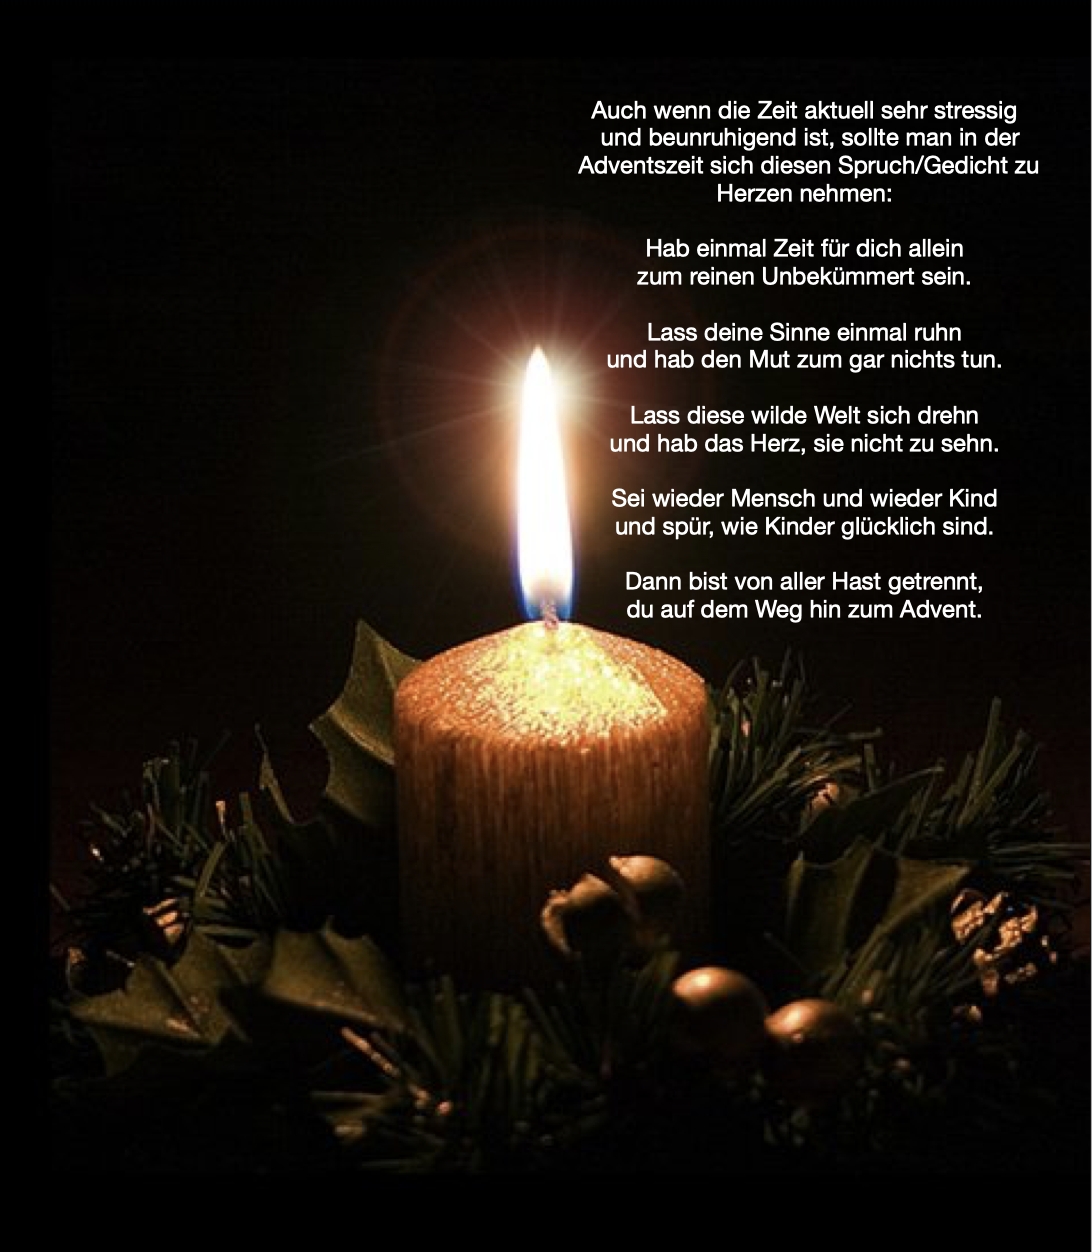 Auch wenn die Zeit aktuell sehr stressig
und beunruhigend ist, sollte man in der
Adventszeit sich diesen Spruch/Gedicht zu
Herzen nehmen:
Hab einmal Zeit für dich allein
zum reinen Unbekümmert sein.
Lass deine Sinne einmal ruhn
und hab den Mut zum gar nichts tun.
Lass diese wilde Welt sich drehn
und hab das Herz, sie nicht zu sehn.
Sei wieder Mensch und wieder Kind
und spür, wie Kinder glücklich sind.
Dann bist von aller Hast getrennt,
du auf dem Weg hin zum Advent.